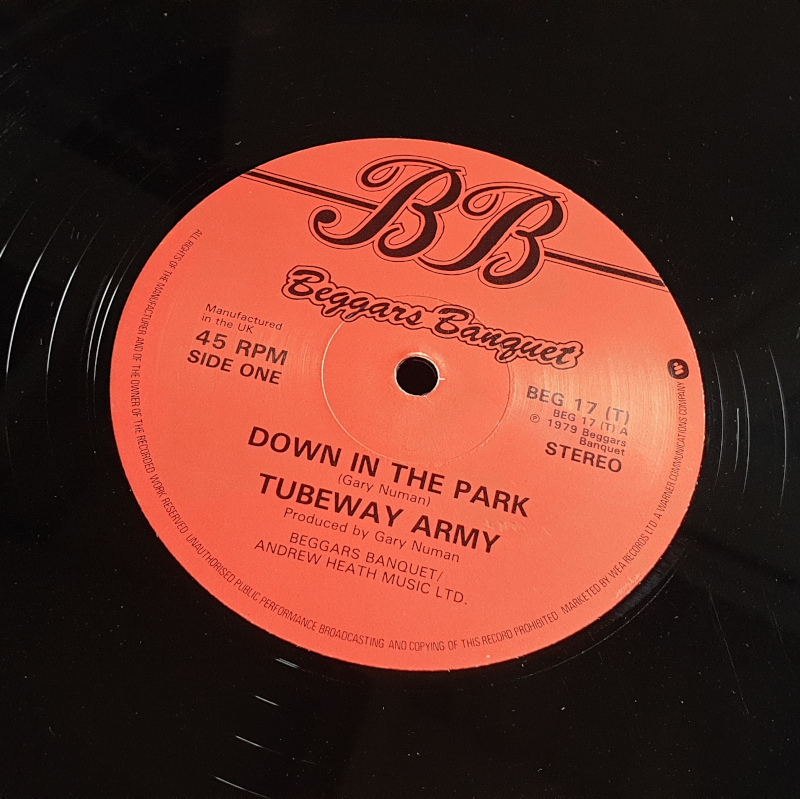 BB
Beggars Banquet
Manufactured
in the UK
45 RPM
SIDE ONE
BEG 17 (T)
BEG 17 (T) A
℗ 1979 Beggars
Banquet
STEREO
DOWN IN THE PARK
(Gary Numan)
TUBEWAY ARMY
Produced by Gary Numan
BEGGARS BANQUET/
ANDREW HEATH MUSIC LTD.
ALL RIGHTS OF THE MANUFACTURER AND OF THE OWNER OF THE RECORDED WORK RESERVED. UNAUTHORISED PUBLIC PERFORMANCE BROADCASTING AND COPYING OF THIS RECORD PROHIBITED. MARKETED BY WEA RECORDS LTD. A WARNER COMMUNICATIONS COMPANY